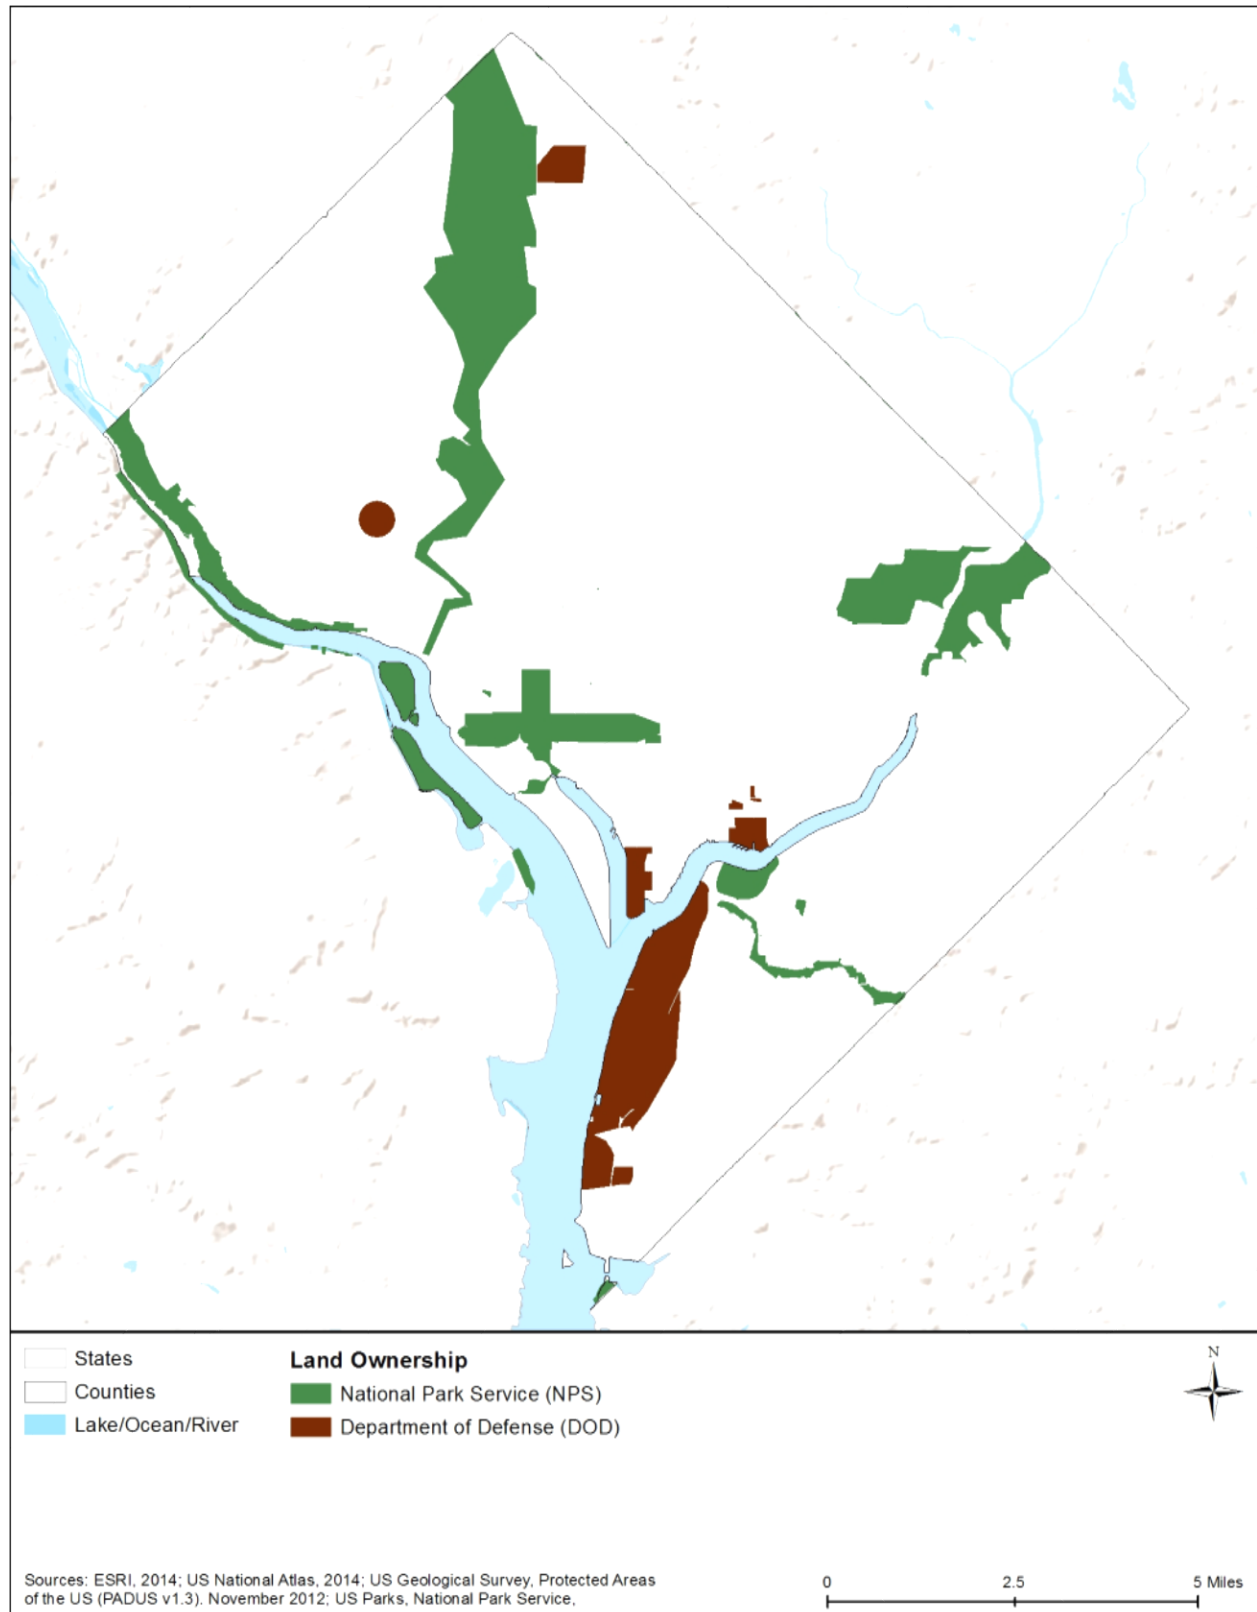 States
Counties
Lake/Ocean/River
Land Ownership
National Park Service (NPS)
Department of Defense (DOD)
N
Sources: ESRI, 2014; US National Atlas, 2014; US Geological Survey, Protected Areas
of the US (PADUS v1.3). November 2012; US Parks, National Park Service,
0 2.5 5 Miles